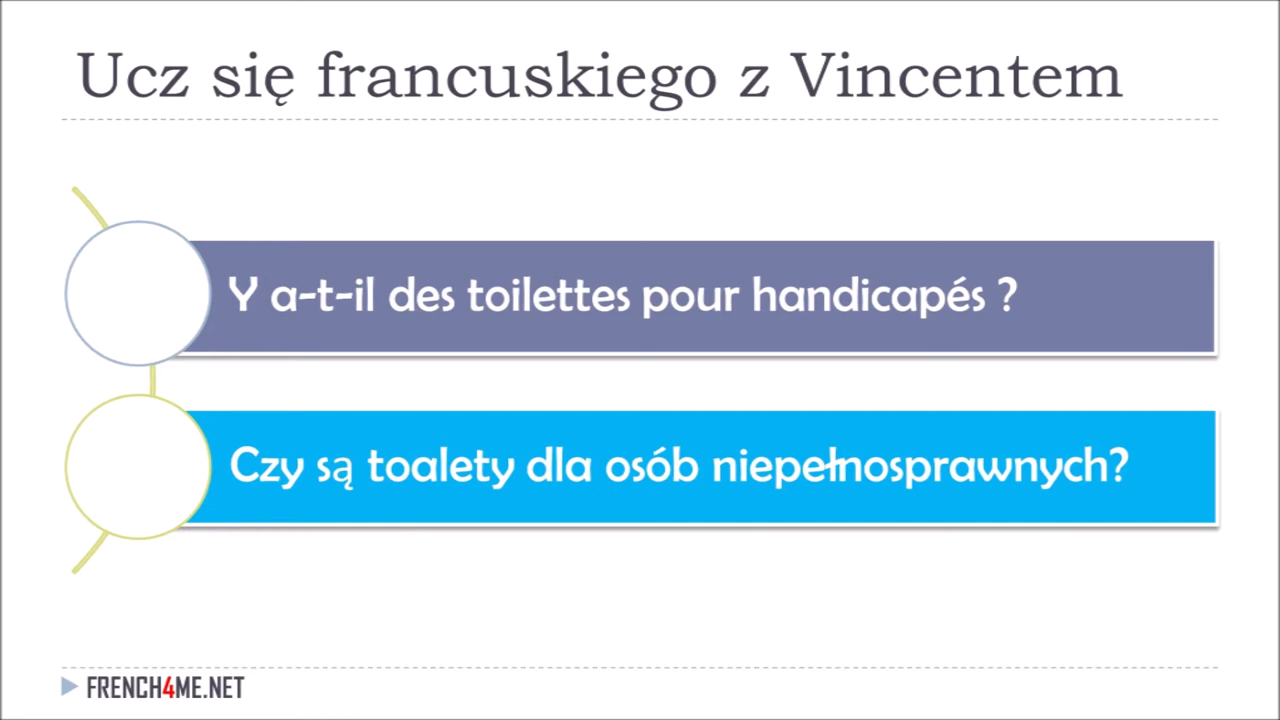 Ucz się francuskiego z Vincentem
Y a-t-il des toilettes pour handicapés ?
Czy są toalety dla osób niepełnosprawnych?
FRENCH4ME.NET